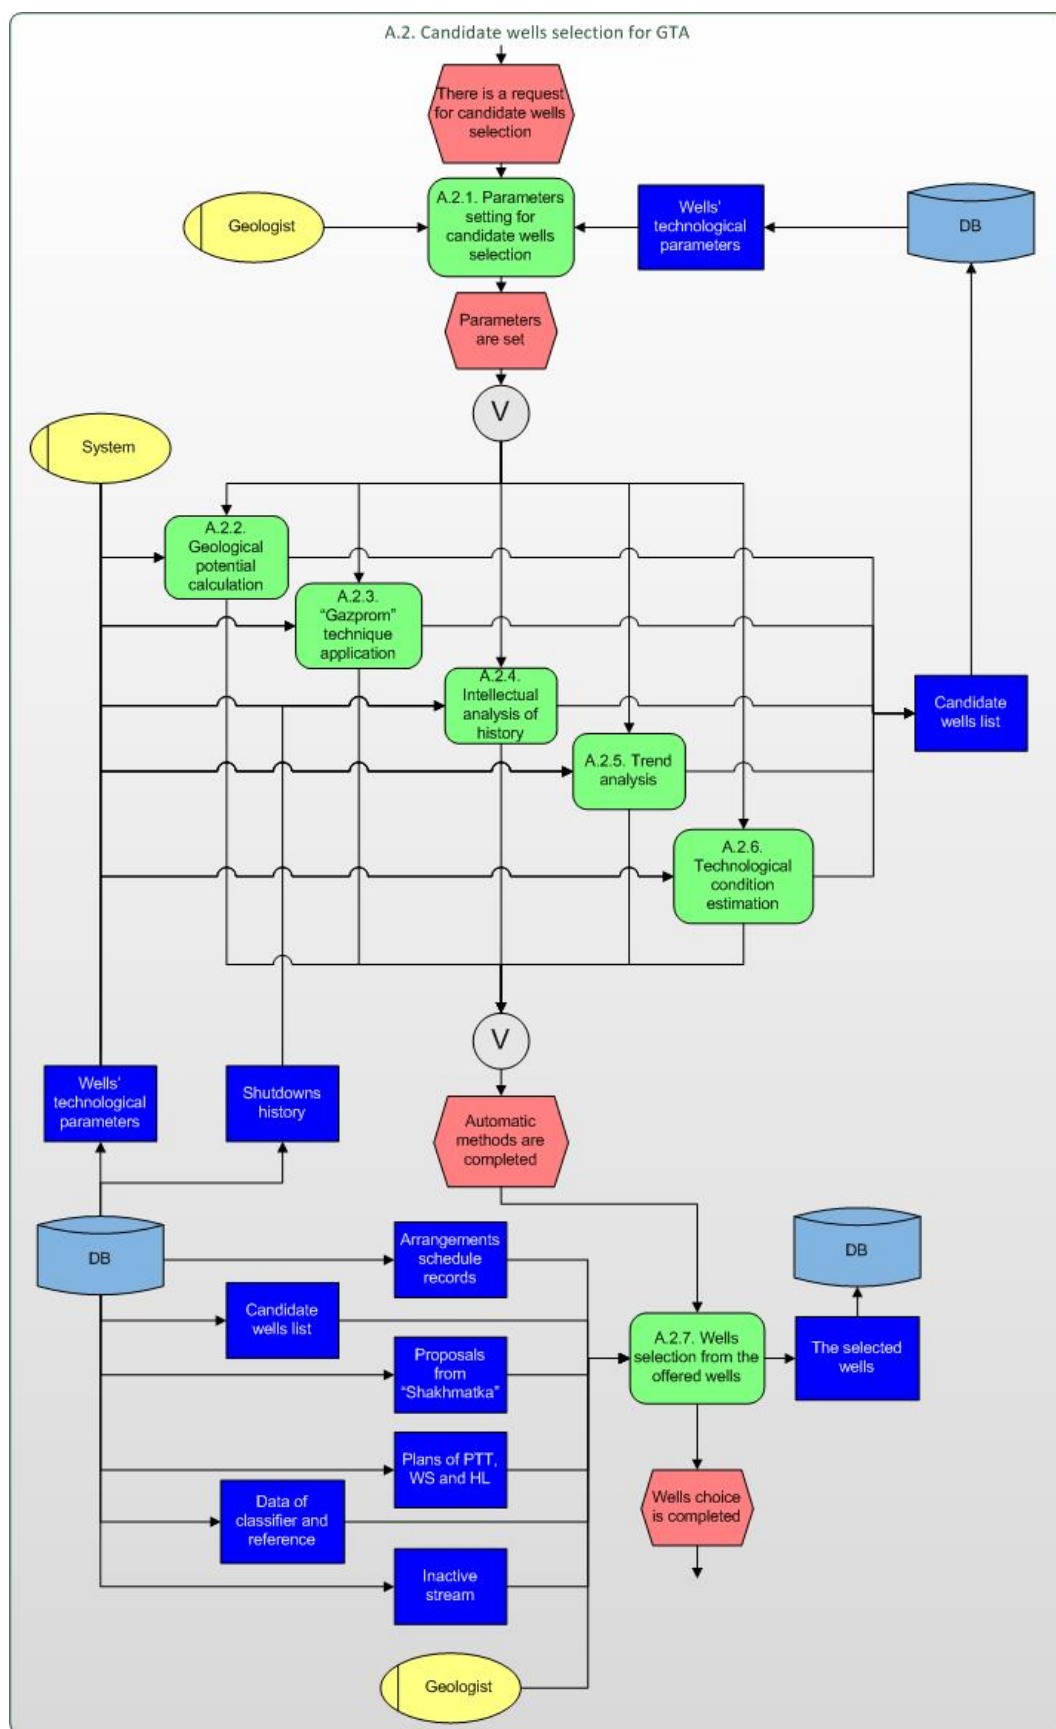 A.2. Candidate wells selection for GTA
There is a request
for candidate wells
selection
A.2.1. Parameters
setting for
candidate wells
selection
Geologist
Wells'
technological
parameters
DB
Parameters
are set
V
System
A.2.2.
Geological
potential
calculation
A.2.3.
“Gazprom”
technique
application
A.2.4.
Intellectual
analysis of
history
Candidate
wells list
A.2.5. Trend
analysis
A.2.6.
Technological
condition
estimation
V
Wells'
technological
parameters
Shutdowns
history
Automatic
methods are
completed
DB
Arrangements
schedule
records
DB
Candidate
wells list
Proposals
from
“Shakhmatka”
A.2.7. Wells
selection from the
offered wells
The selected
wells
Plans of PTT,
WS and HL
Data of
classifier and
reference
Wells choice
is completed
Inactive
stream
Geologist